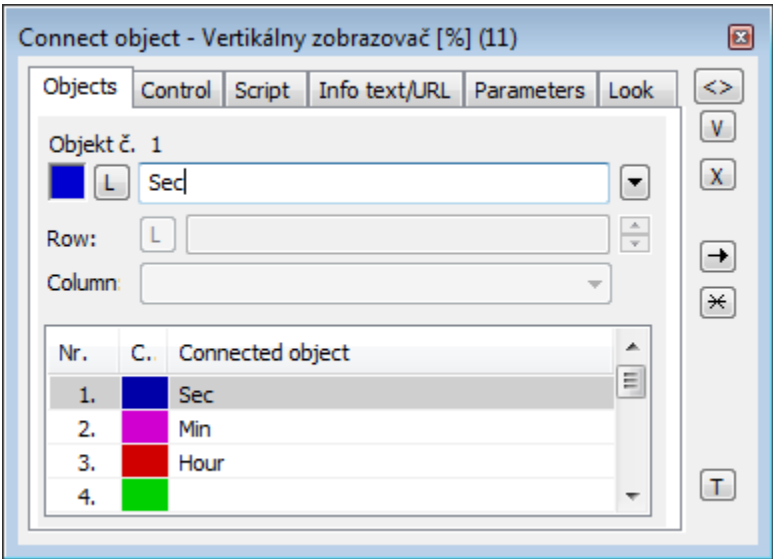 Connect object - Vertikálny zobrazovač [%] (11)
Objects Control Script Info text/URL Parameters Look <>
V
Objekt č. 1
L Sec X
Row: L
Column:
Nr. C.. Connected object
1. Sec
2. Min
3. Hour
4.
T